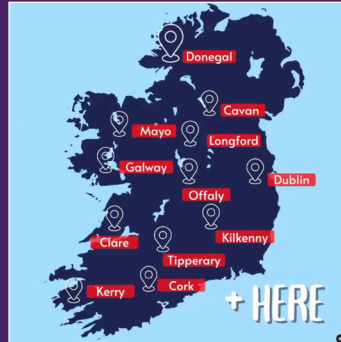 Donegal
Cavan
Mayo
Longford
Galway
Dublin
Offaly
Kilkenny
Clare
Tipperary
Cork
Kerry
+ HERE